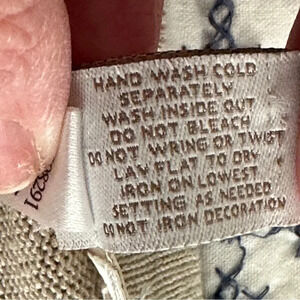 HAND WASH COLD
SEPARATELY
WASH INSIDE OUT
DO NOT BLEACH
DO NOT WRING OR TWIST
LAY FLAT TO DRY
IRON ON LOWEST
SETTING AS NEEDED
DO NOT IRON DECORATION